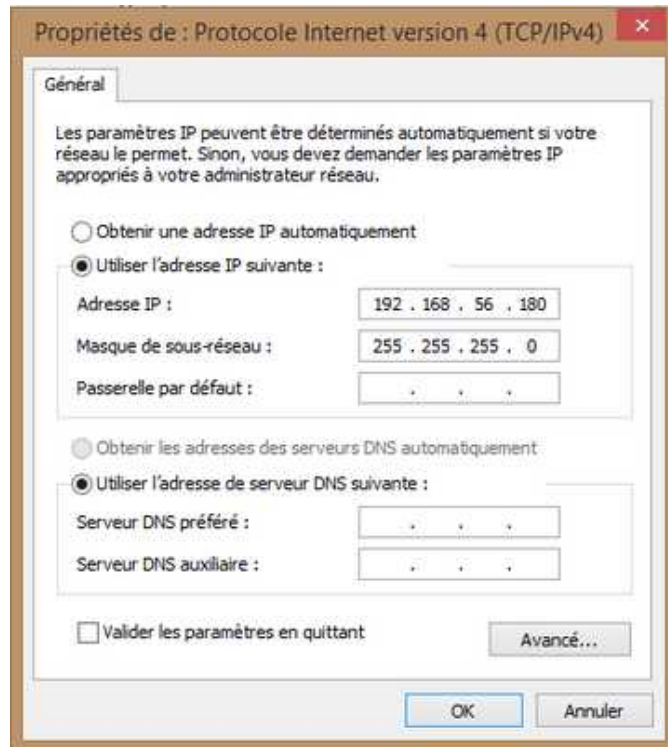 Propriétés de : Protocole Internet version 4 (TCP/IPv4)
Général
Les paramètres IP peuvent être déterminés automatiquement si votre
réseau le permet. Sinon, vous devez demander les paramètres IP
appropriés à votre administrateur réseau.
Obtenir une adresse IP automatiquement
Utiliser l'adresse IP suivante :
Adresse IP : 192 . 168 . 56 . 180
Masque de sous-réseau : 255 . 255 . 255 . 0
Passerelle par défaut : . . .
Obtenir les adresses des serveurs DNS automatiquement
Utiliser l'adresse de serveur DNS suivante :
Serveur DNS préféré : . . .
Serveur DNS auxiliaire : . . .
Valider les paramètres en quittant
Avancé...
OK Annuler